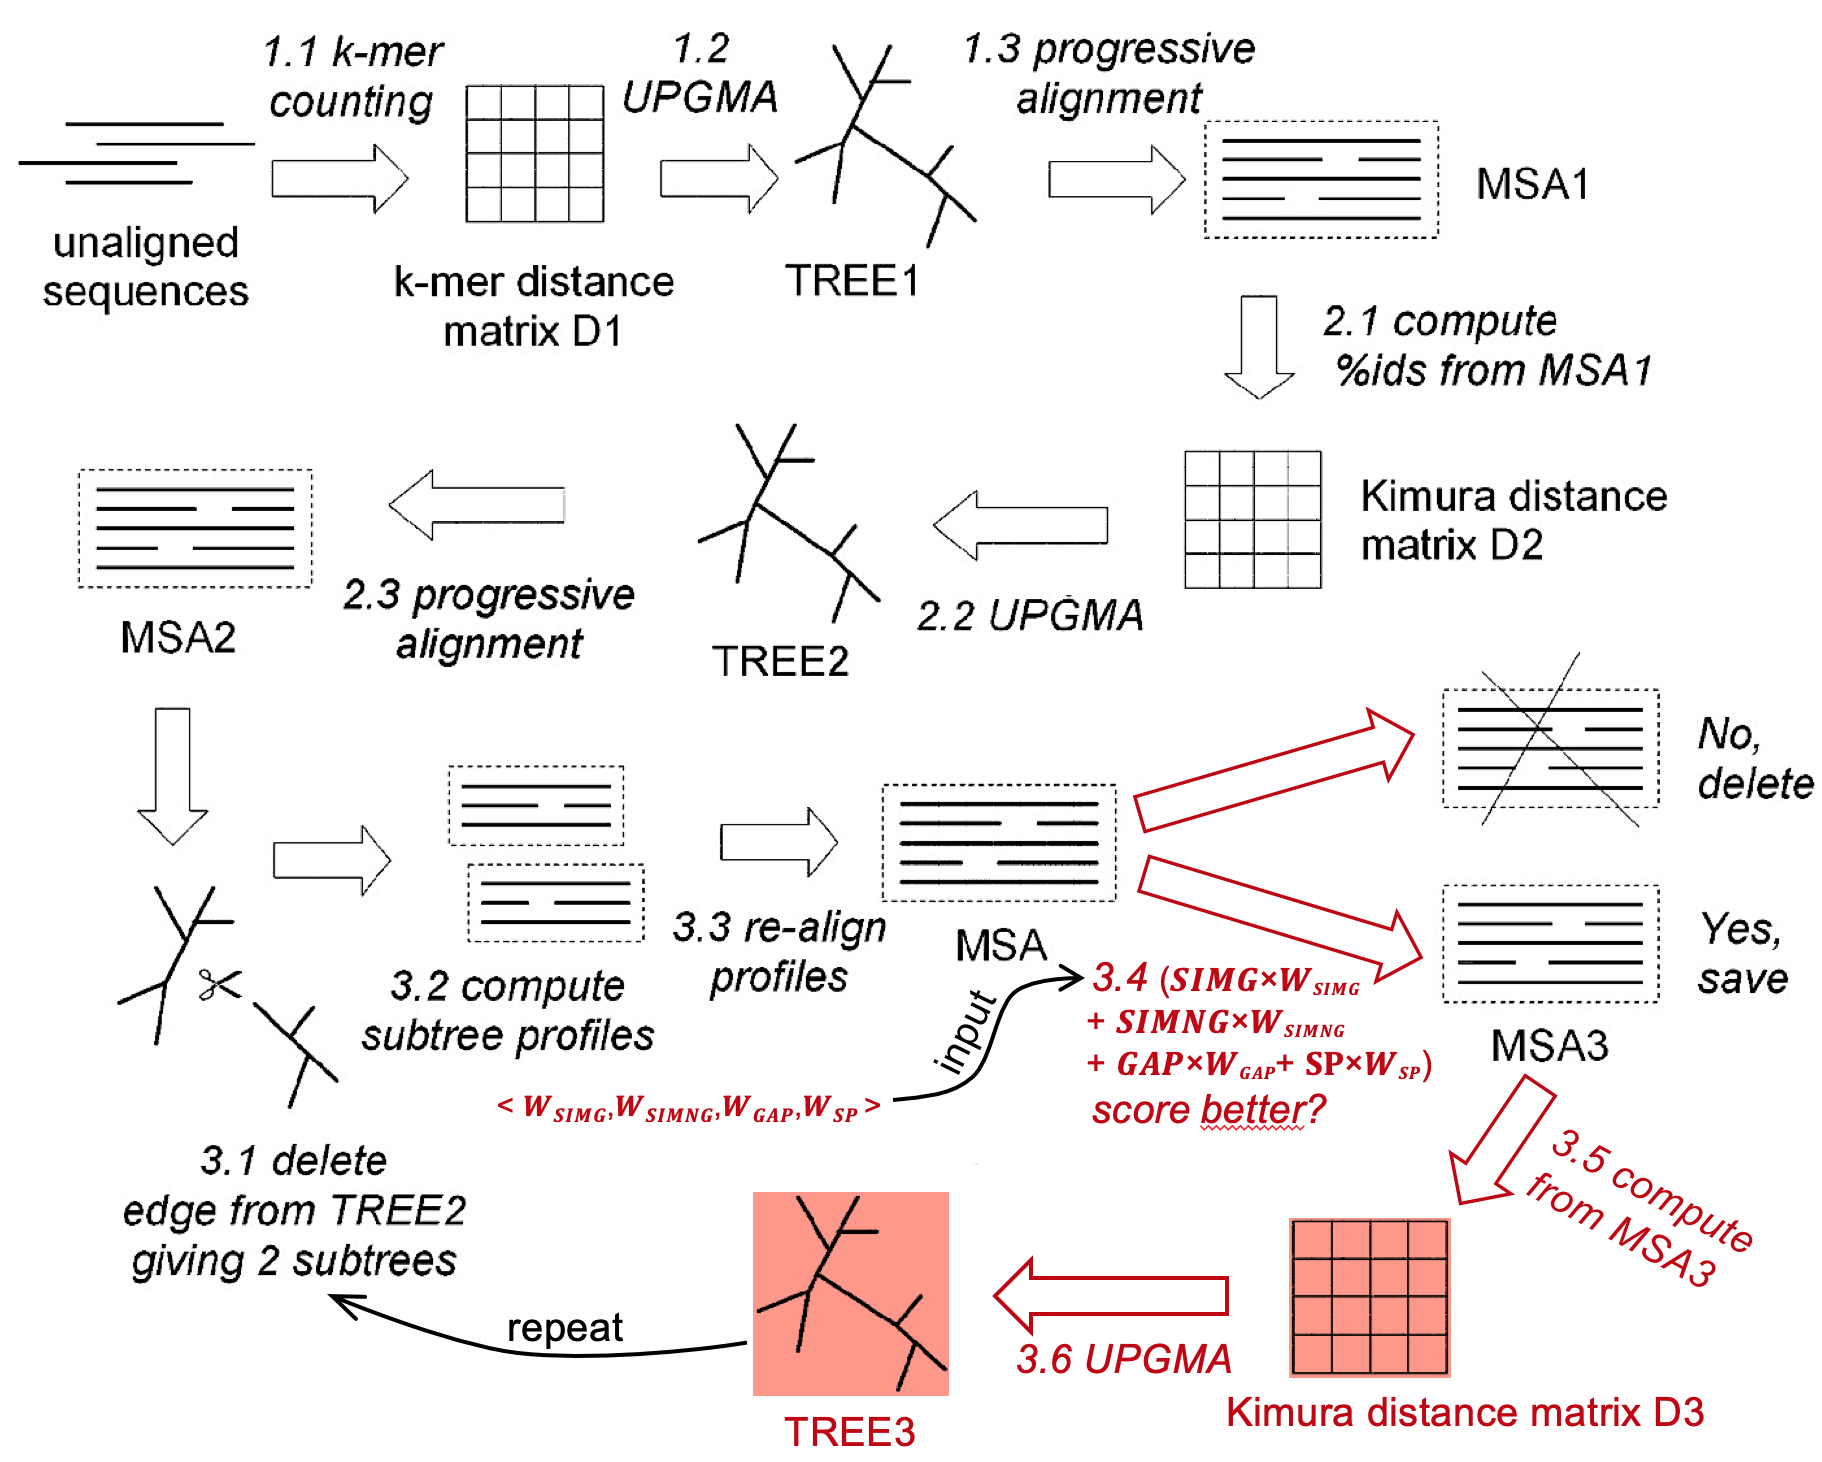 1.1 k-mer
counting
1.2
UPGMA
1.3 progressive
alignment
unaligned
sequences
k-mer distance
matrix D1
TREE1
MSA1
2.1 compute
%ids from MSA1
Kimura distance
matrix D2
2.2 UPGMA
TREE2
2.3 progressive
alignment
MSA2
3.1 delete
edge from TREE2
giving 2 subtrees
3.2 compute
subtree profiles
3.3 re-align
profiles
MSA
No,
delete
Yes,
save
MSA3
< W_SIMG, W_SIMNG, W_GAP, W_SP >
input
3.4 (SIMG×W_SIMG
+ SIMNG×W_SIMNG
+ GAP×W_GAP+ SP×W_SP)
score better?
3.5 compute
from MSA3
Kimura distance matrix D3
3.6 UPGMA
TREE3
repeat